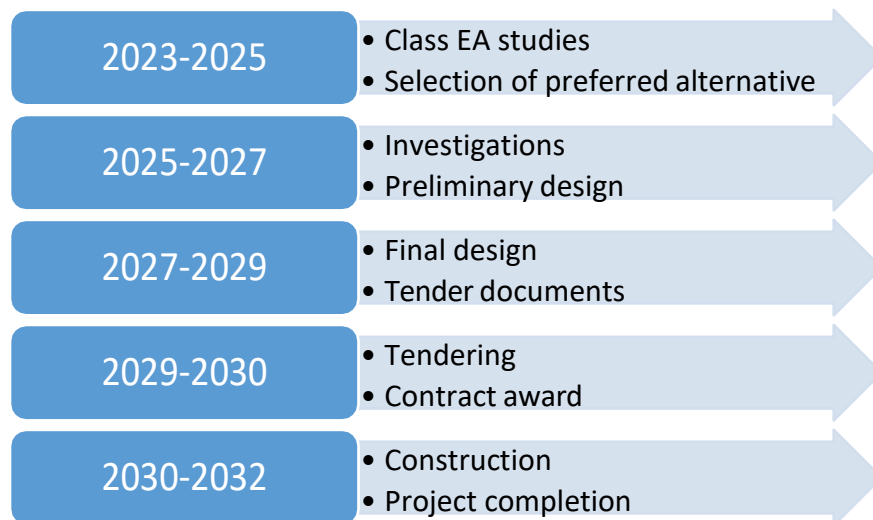 2023-2025
• Class EA studies
• Selection of preferred alternative
2025-2027
• Investigations
• Preliminary design
2027-2029
• Final design
• Tender documents
2029-2030
• Tendering
• Contract award
2030-2032
• Construction
• Project completion